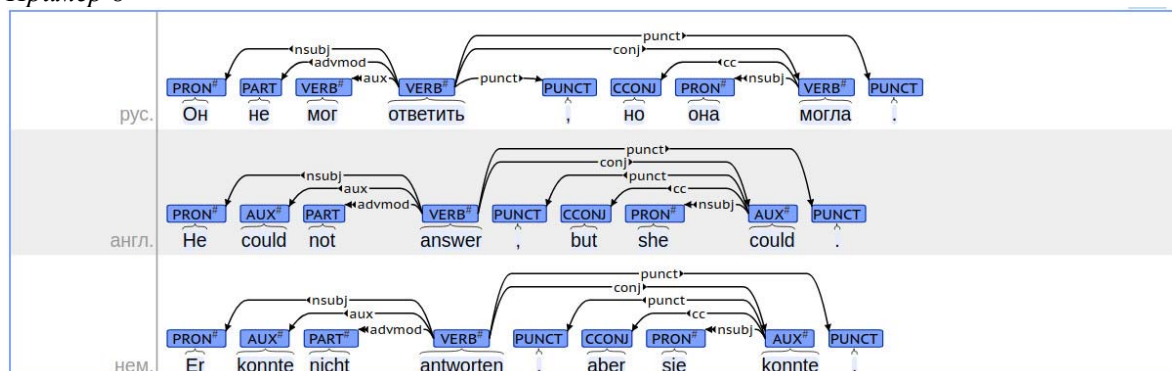 Пример 6
punct
conj
nsubj cc
advmod
aux punct nsubj
PRON# PART VERB# VERB# PUNCT CCONJ PRON# VERB# PUNCT
рус. Он не мог ответить , но она могла .
punct
conj
nsubj punct
aux cc
advmod nsubj
PRON# AUX# PART VERB# PUNCT CCONJ PRON# AUX# PUNCT
англ. He could not answer , but she could .
punct
conj
nsubj punct
aux cc
advmod nsubj
PRON# AUX# PART# VERB# PUNCT CCONJ PRON# AUX# PUNCT
нем. Er konnte nicht antworten , aber sie konnte .